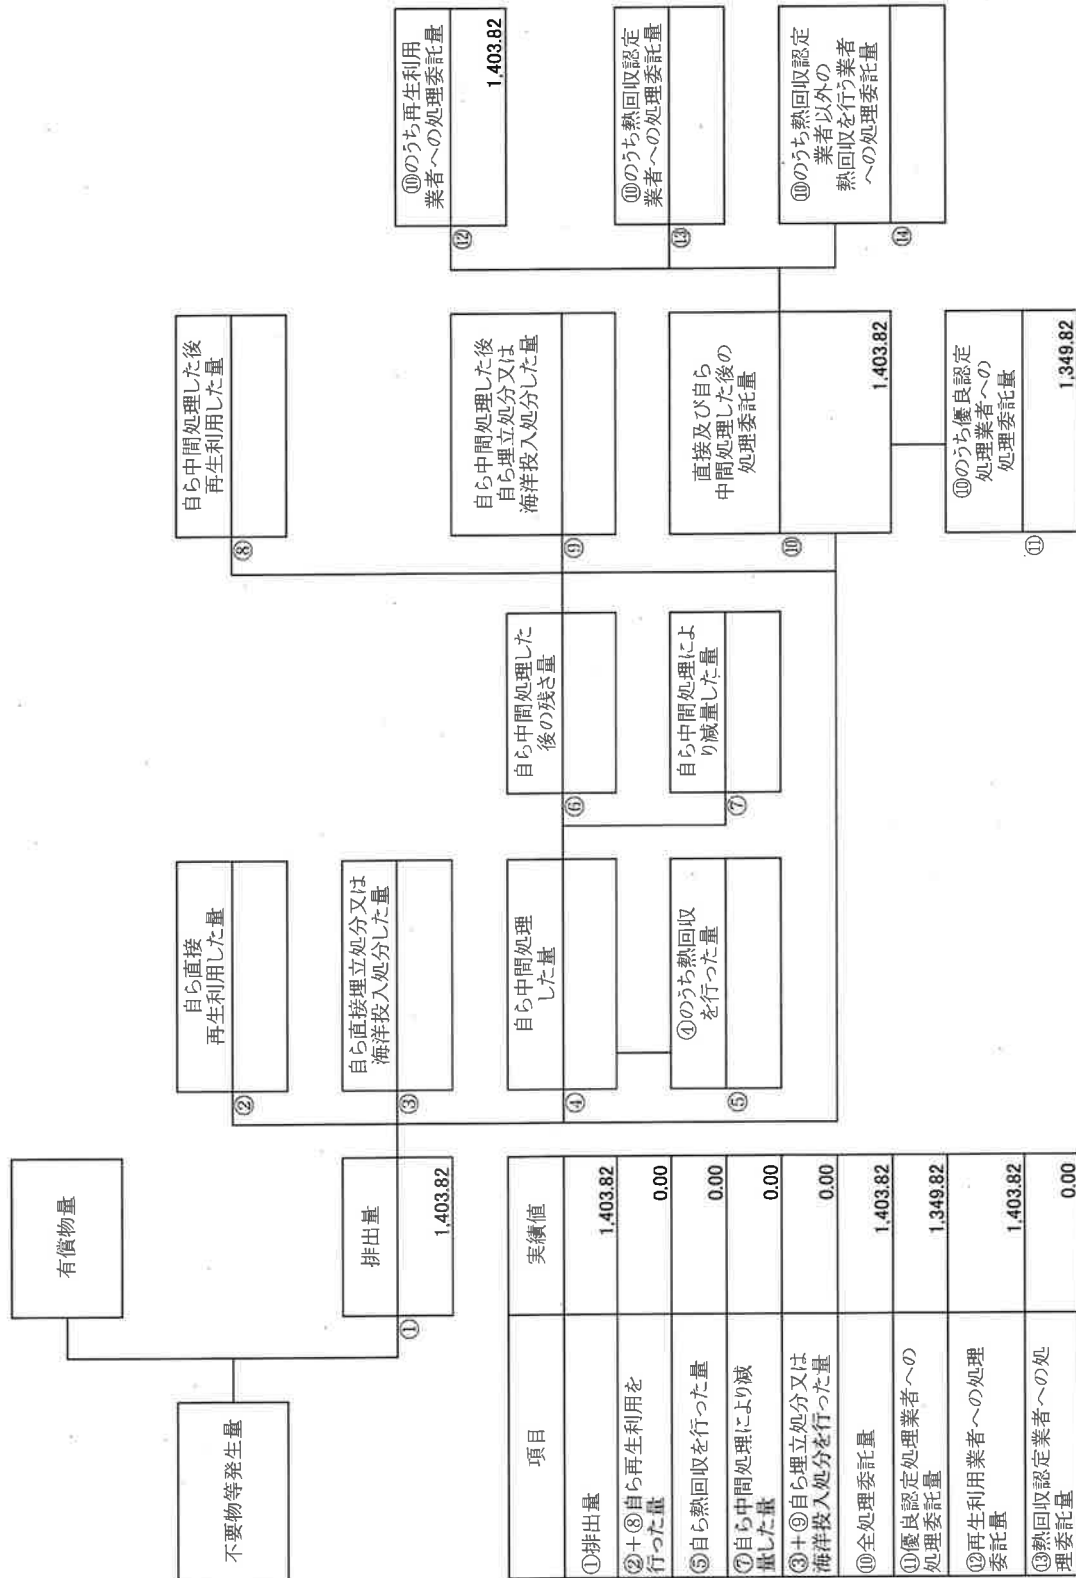 不要物等発生量
有償物量
排出量
①
1,403.82
自ら直接
再生利用した量
②
自ら直接埋立処分又は
海洋投入処分した量
③
自ら中間処理
した量
④
④のうち熱回収
を行った量
⑤
自ら中間処理した
後の残さ量
⑥
自ら中間処理によ
り減量した量
⑦
自ら中間処理した後
再生利用した量
⑧
自ら中間処理した後
自ら埋立処分又は
海洋投入処分した量
⑨
直接及び自ら
中間処理した後の
処理委託量
⑩
1,403.82
⑩のうち優良認定
処理業者への
処理委託量
⑪
1,349.82
⑩のうち再生利用
業者への処理委託量
⑫
1,403.82
⑩のうち熱回収認定
業者への処理委託量
⑬
⑩のうち熱回収認定
業者以外の
熱回収を行う業者
への処理委託量
⑭
項目 実績値
①排出量 1,403.82
②+⑧自ら再生利用を
行った量 0.00
⑤自ら熱回収を行った量 0.00
⑦自ら中間処理により減
量した量 0.00
③+⑨自ら埋立処分又は
海洋投入処分を行った量 0.00
⑩全処理委託量 1,403.82
⑪優良認定処理業者への
処理委託量 1,349.82
⑫再生利用業者への処理
委託量 1,403.82
⑬熱回収認定業者への処
理委託量 0.00